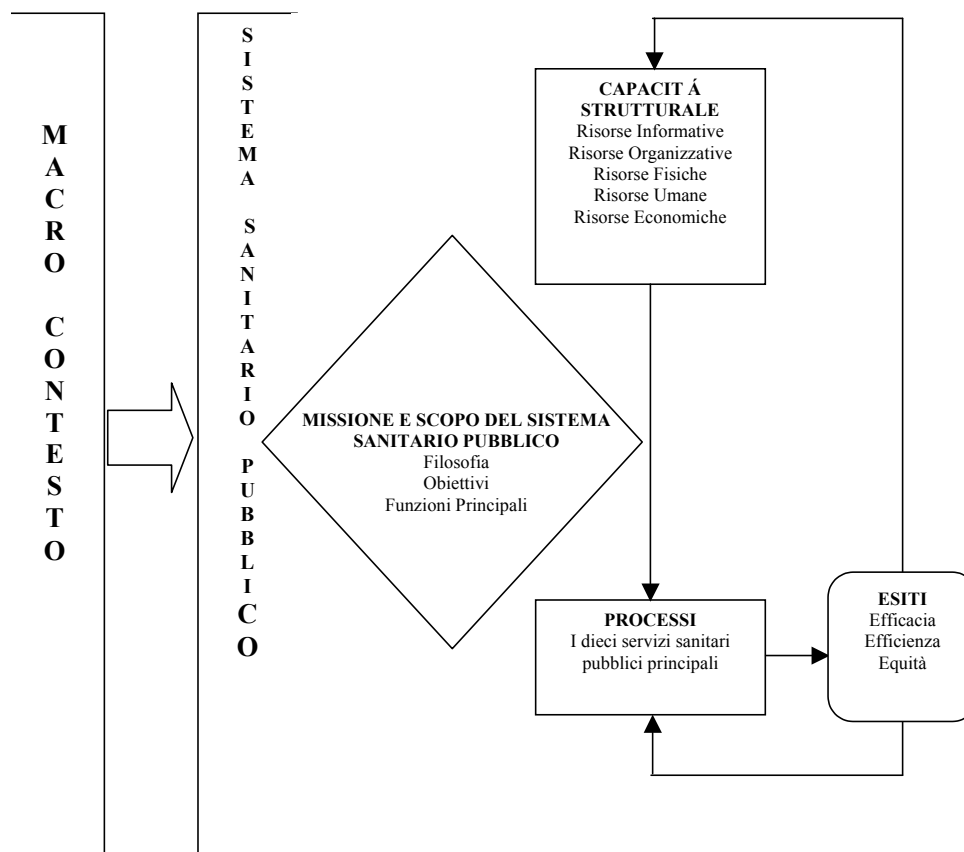 MACRO CONTESTO
SISTEMA SANITARIO PUBBLICO
CAPACIT Á
STRUTTURALE
Risorse Informative
Risorse Organizzative
Risorse Fisiche
Risorse Umane
Risorse Economiche
MISSIONE E SCOPO DEL SISTEMA
SANITARIO PUBBLICO
Filosofia
Obiettivi
Funzioni Principali
PROCESSI
I dieci servizi sanitari
pubblici principali
ESITI
Efficacia
Efficienza
Equità